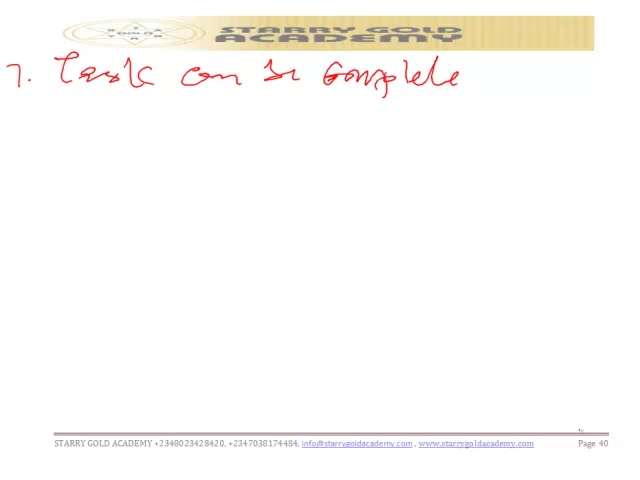 STARRY GOLD
ACADEMY
7. Task can be complete
STARRY GOLD ACADEMY +2348023428420, +2347038174484, info@starrygoldacademy.com , www.starrygoldacademy.com Page 40